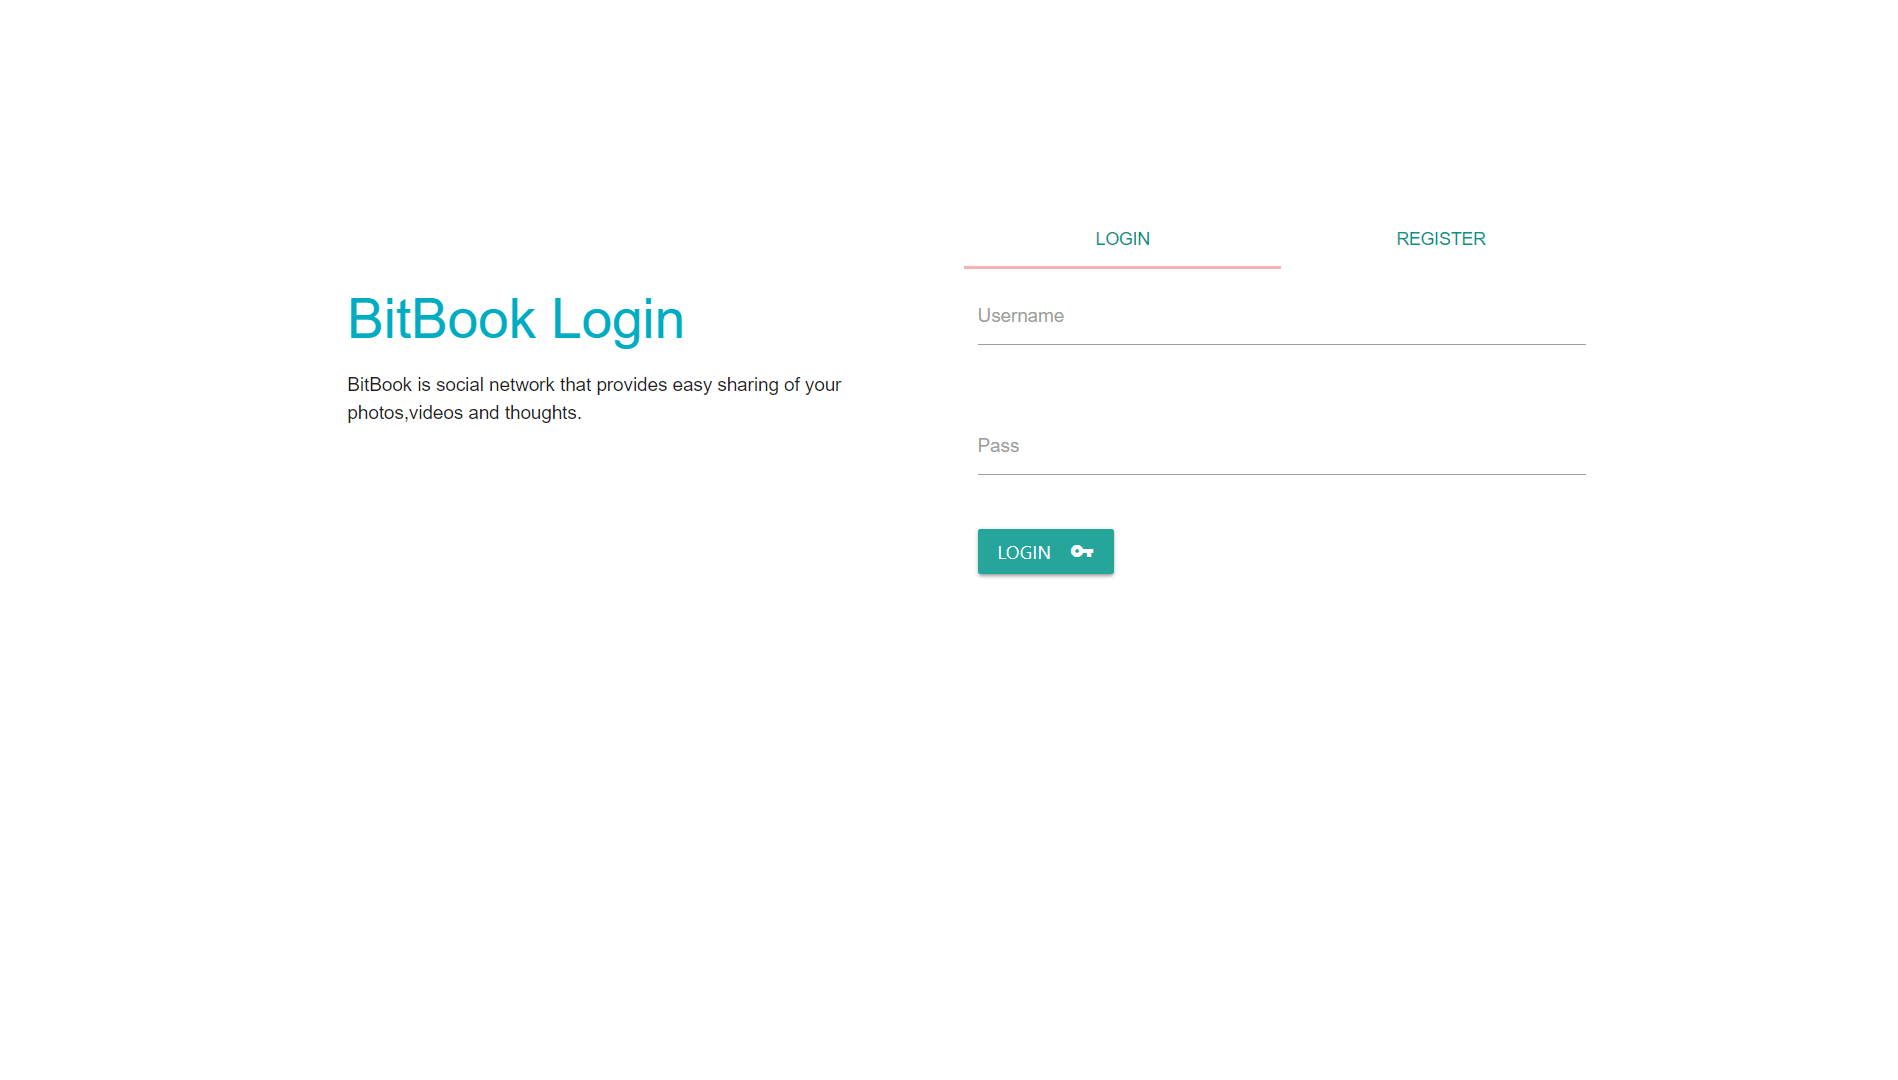 LOGIN
REGISTER
BitBook Login
BitBook is social network that provides easy sharing of your
photos,videos and thoughts.
Username
Pass
LOGIN